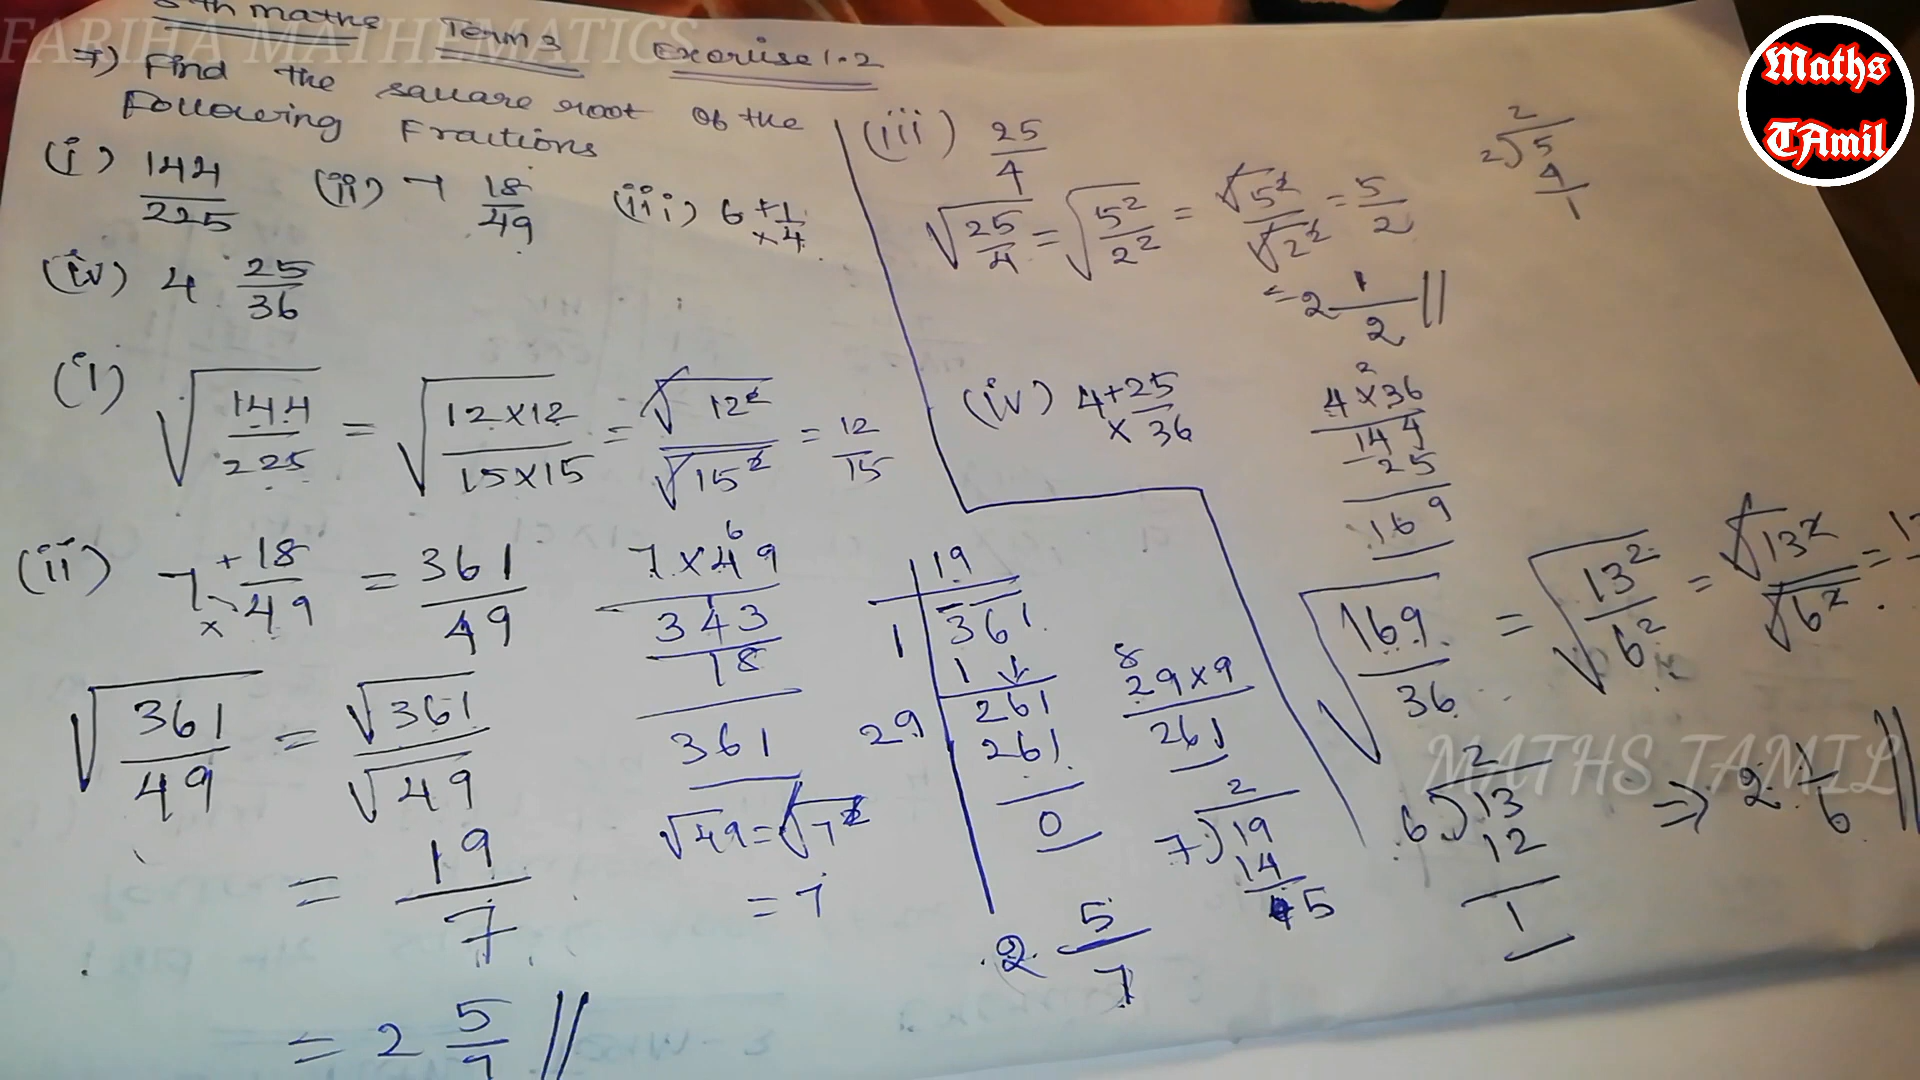 FARIHA MATHEMATICS
8th maths Term 3 Exercise 1.2
7) Find the square root of the
Following Fractions
(i) 144/225 (ii) 7 18/49 (iii) 6 + 1/× 4
(iv) 4 25/36
(i) √144/225 = √12×12/15×15 = √12²/√15² = 12/15
(ii) 7 + 18/× 49 = 361/49
7×49
343
18
361
√361/49 = √361/√49
√49 = √7²
= 7
= 19/7
= 2 5/7 //
19
1 361
1 ↓
29 261
261
0
29×9
261
2
7)19
14
5
2 5/7
(iii) 25/4
√25/4 = √5²/2² = √5²/√2² = 5/2
= 2 1/2 //
2
2)5
4
1
(iv) 4 + 25/× 36
4×36
144
25
169
√169/36 = √13²/6² = √13²/√6² =
2
6)13
12
1
⇒ 2 1/6 //
Maths
TAmil
MATHS TAMIL